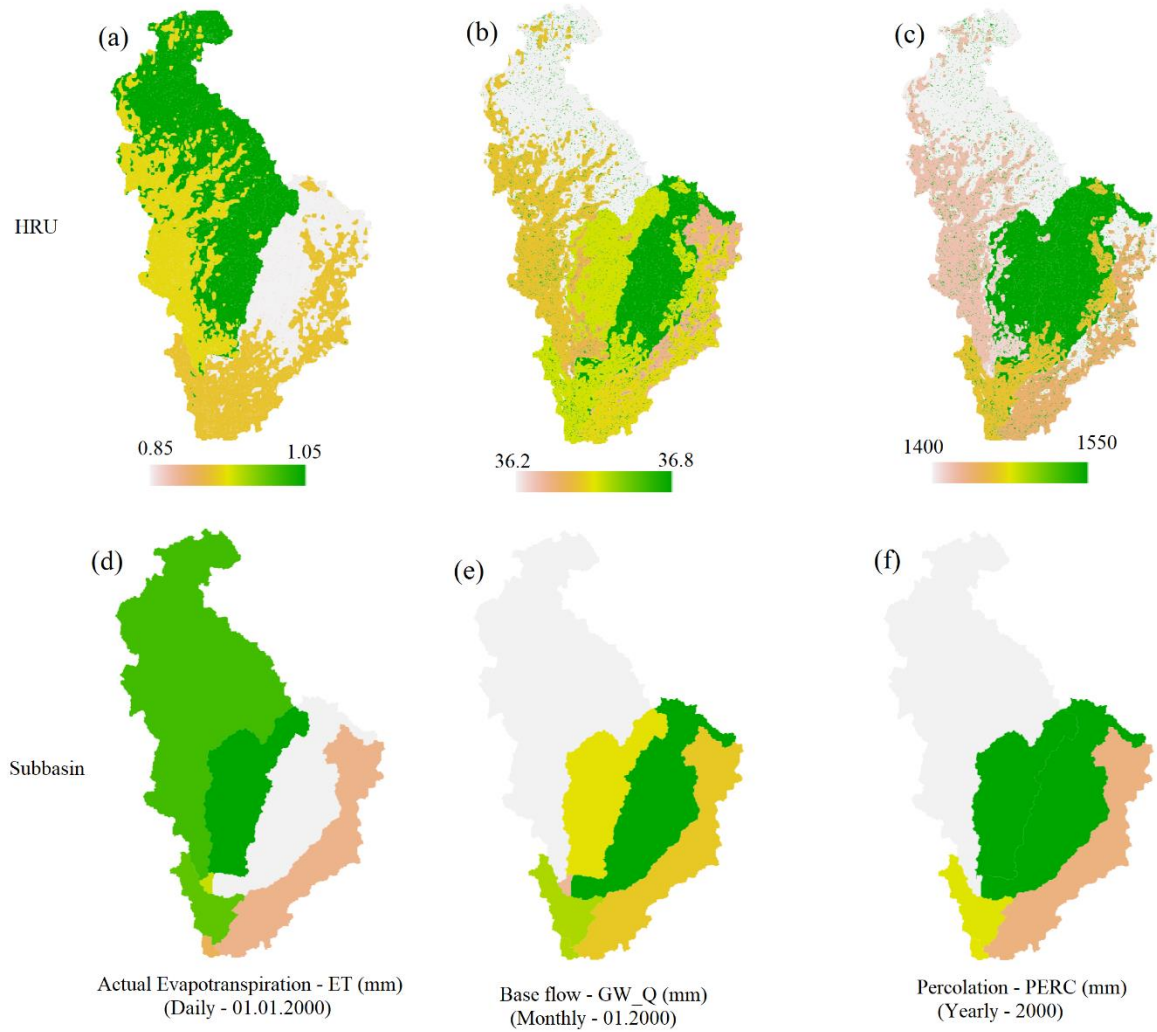 (a)
(b)
(c)
HRU
0.85
1.05
36.2
36.8
1400
1550
(d)
(e)
(f)
Subbasin
Actual Evapotranspiration - ET (mm)
(Daily - 01.01.2000)
Base flow - GW_Q (mm)
(Monthly - 01.2000)
Percolation - PERC (mm)
(Yearly - 2000)